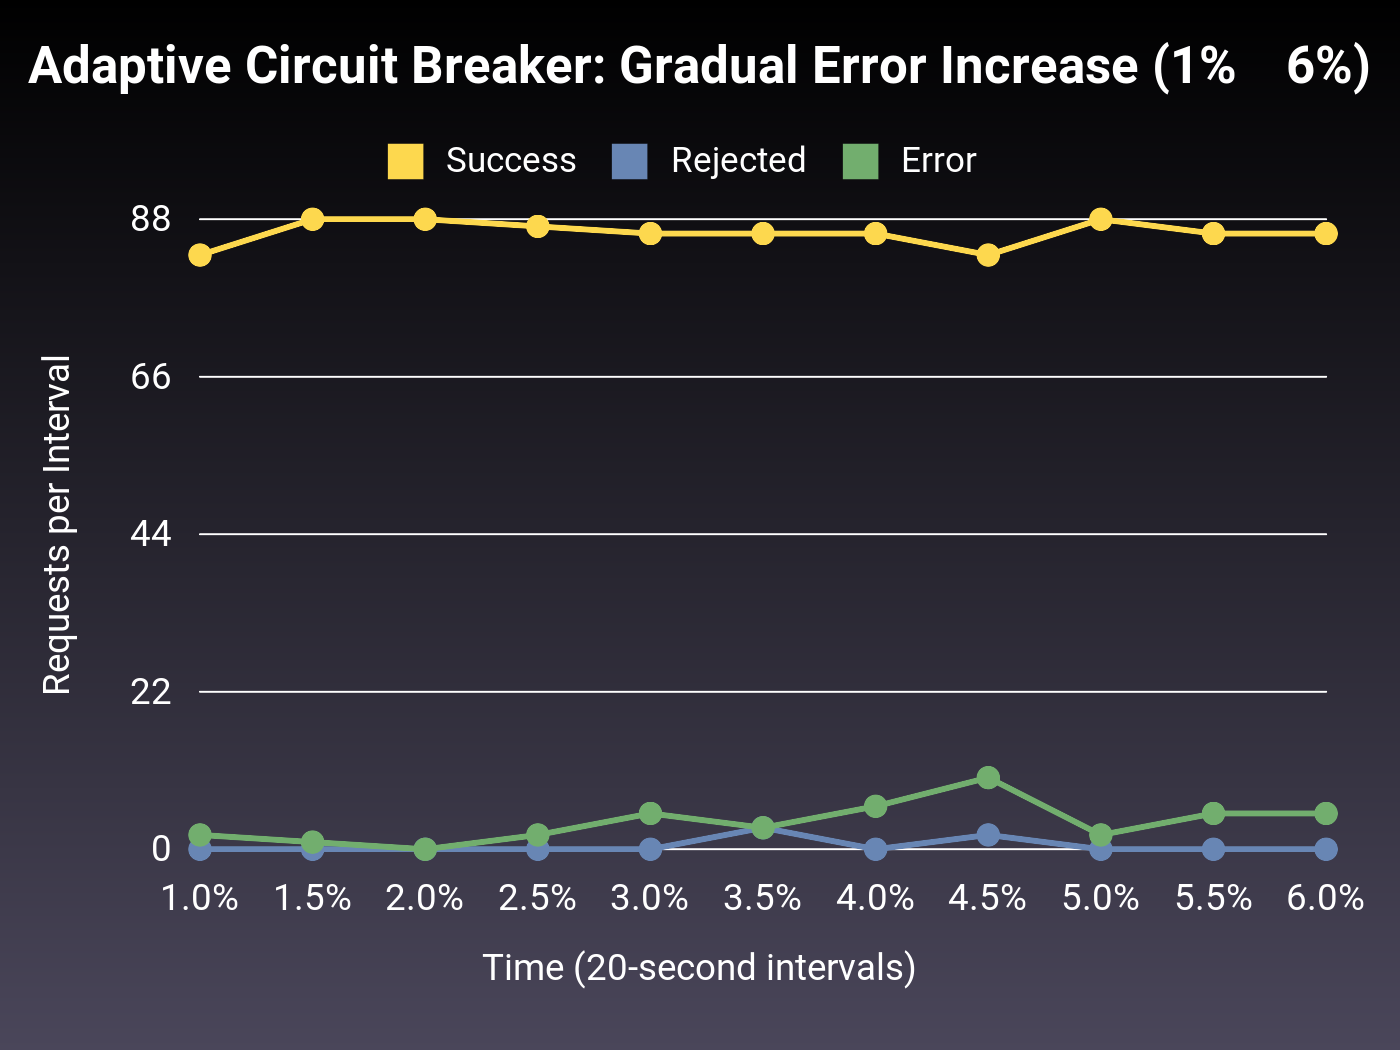 Adaptive Circuit Breaker: Gradual Error Increase (1% 6%)
Success Rejected Error
88
66
44
22
0
Requests per Interval
1.0% 1.5% 2.0% 2.5% 3.0% 3.5% 4.0% 4.5% 5.0% 5.5% 6.0%
Time (20-second intervals)